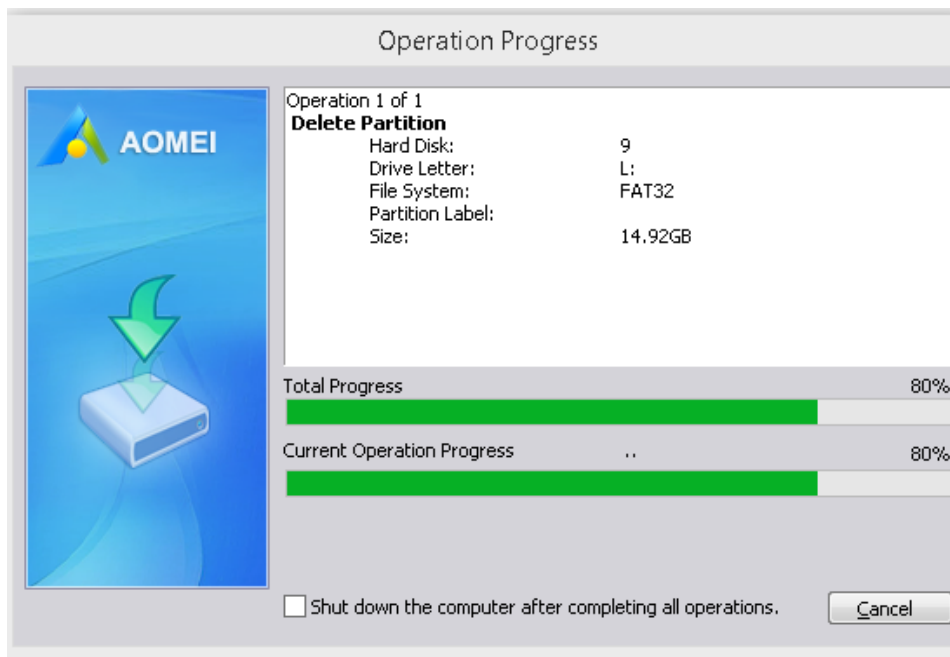 Operation Progress
AOMEI
Operation 1 of 1
Delete Partition
Hard Disk: 9
Drive Letter: L:
File System: FAT32
Partition Label:
Size: 14.92GB
Total Progress 80%
Current Operation Progress .. 80%
Shut down the computer after completing all operations.
Cancel